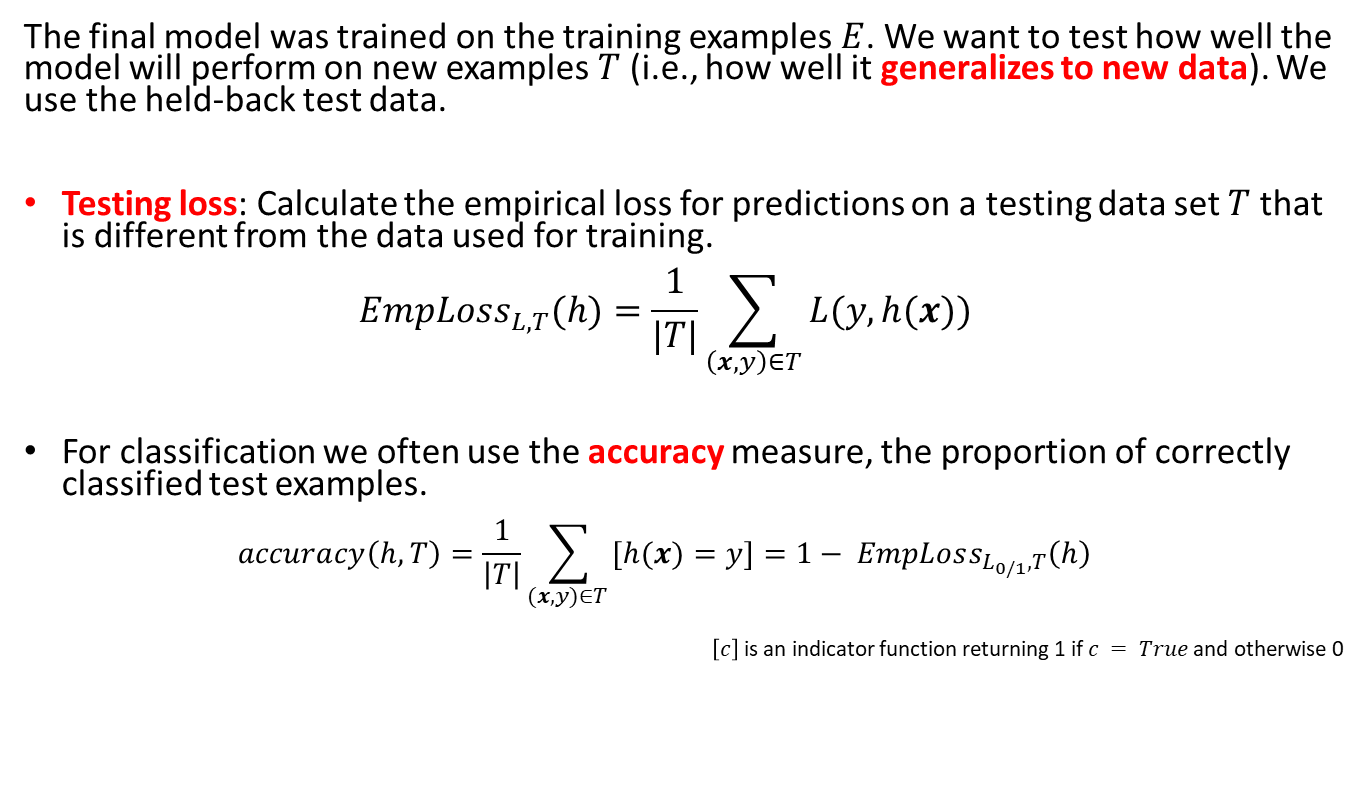 The final model was trained on the training examples E. We want to test how well the
model will perform on new examples T (i.e., how well it generalizes to new data). We
use the held-back test data.
• Testing loss: Calculate the empirical loss for predictions on a testing data set T that
is different from the data used for training.
EmpLoss_{L,T}(h) = \frac{1}{|T|} \sum_{(x,y)∈T} L(y, h(x))
• For classification we often use the accuracy measure, the proportion of correctly
classified test examples.
accuracy(h, T) = \frac{1}{|T|} \sum_{(x,y)∈T} [h(x) = y] = 1 − EmpLoss_{L_{0/1},T}(h)
[c] is an indicator function returning 1 if c = True and otherwise 0